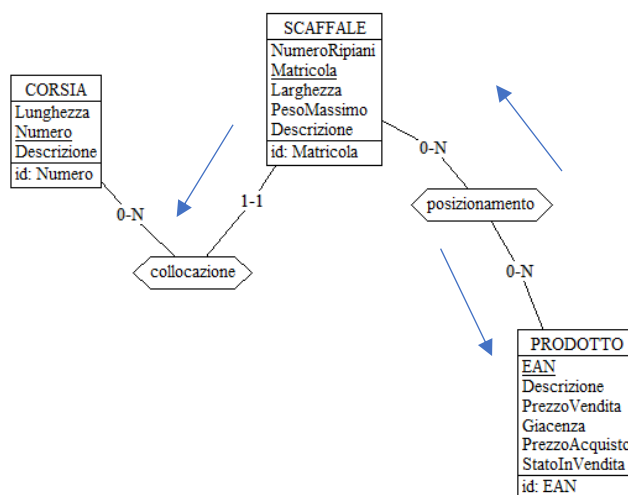 SCAFFALE
NumeroRipiani
Matricola
Larghezza
PesoMassimo
Descrizione
id: Matricola
CORSIA
Lunghezza
Numero
Descrizione
id: Numero
0-N
1-1
collocazione
0-N
posizionamento
0-N
PRODOTTO
EAN
Descrizione
PrezzoVendita
Giacenza
PrezzoAcquisto
StatoInVendita
id: EAN